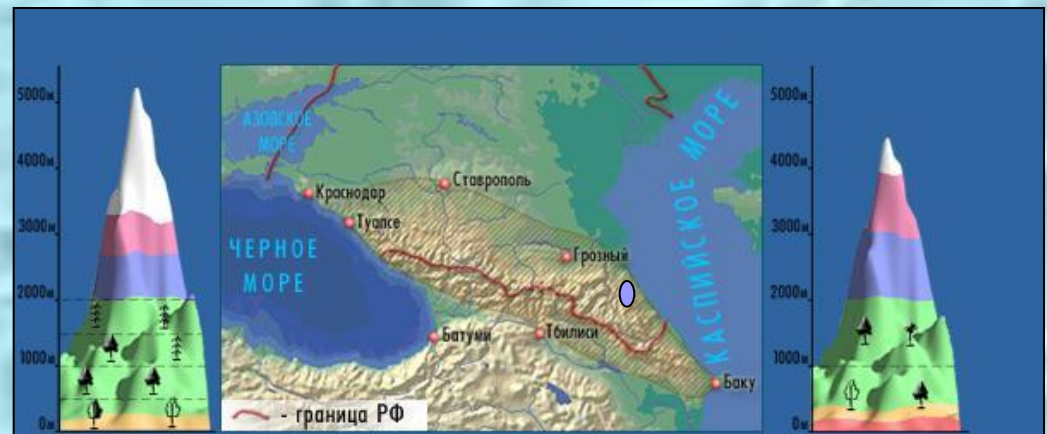 5000м
4000м
3000м
2000м
1000м
0м
АЗОВСКОЕ
МОРЕ
Ставрополь
Краснодар
Туапсе
ЧЕРНОЕ
МОРЕ
Грозный
Батуми
Тбилиси
Баку
КАСПИЙСКОЕ МОРЕ
- граница РФ
5000м
4000м
3000м
2000м
1000м
0м